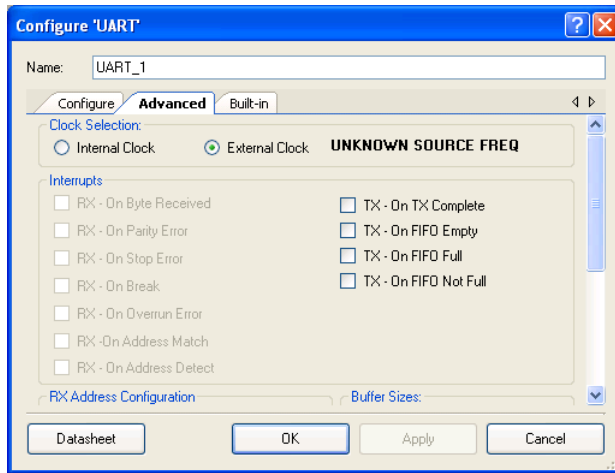 Configure 'UART'
Name: UART_1
Configure Advanced Built-in
Clock Selection:
Internal Clock External Clock UNKNOWN SOURCE FREQ
Interrupts
RX - On Byte Received
RX - On Parity Error
RX - On Stop Error
RX - On Break
RX - On Overrun Error
RX -On Address Match
RX - On Address Detect
TX - On TX Complete
TX - On FIFO Empty
TX - On FIFO Full
TX - On FIFO Not Full
RX Address Configuration
Buffer Sizes:
Datasheet OK Apply Cancel